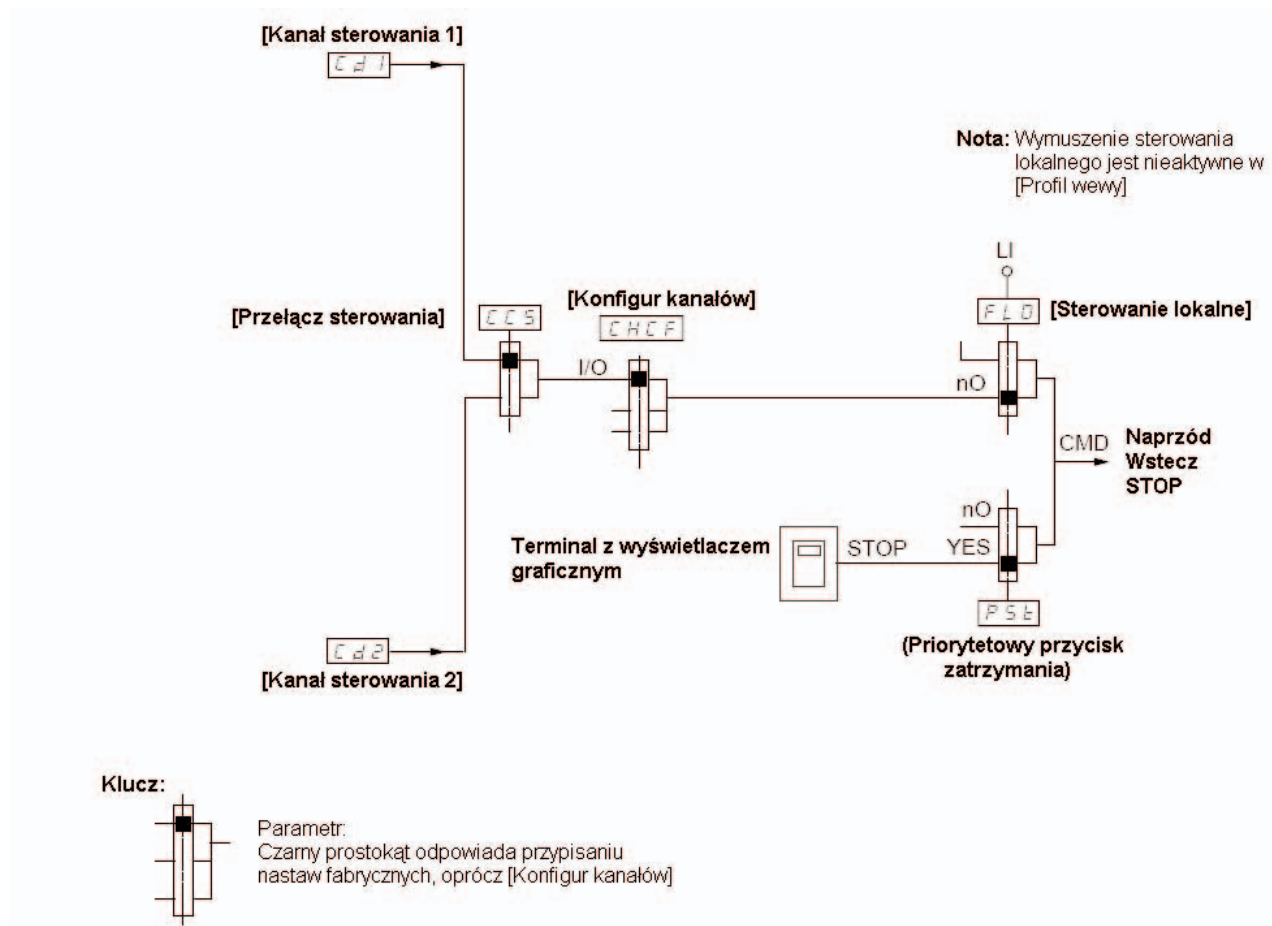 [Kanał sterowania 1]
Cd1
Nota: Wymuszenie sterowania
lokalnego jest nieaktywne w
[Profil wewy]
LI
[Przełącz sterowania]
CCS
[Konfigur kanałów]
CHCF
FLO
[Sterowanie lokalne]
I/O
nO
CMD
Naprzód
Wstecz
STOP
nO
Terminal z wyświetlaczem
graficznym
STOP
YES
PSt
(Priorytetowy przycisk
zatrzymania)
Cd2
[Kanał sterowania 2]
Klucz:
Parametr:
Czarny prostokąt odpowiada przypisaniu
nastaw fabrycznych, oprócz [Konfigur kanałów]